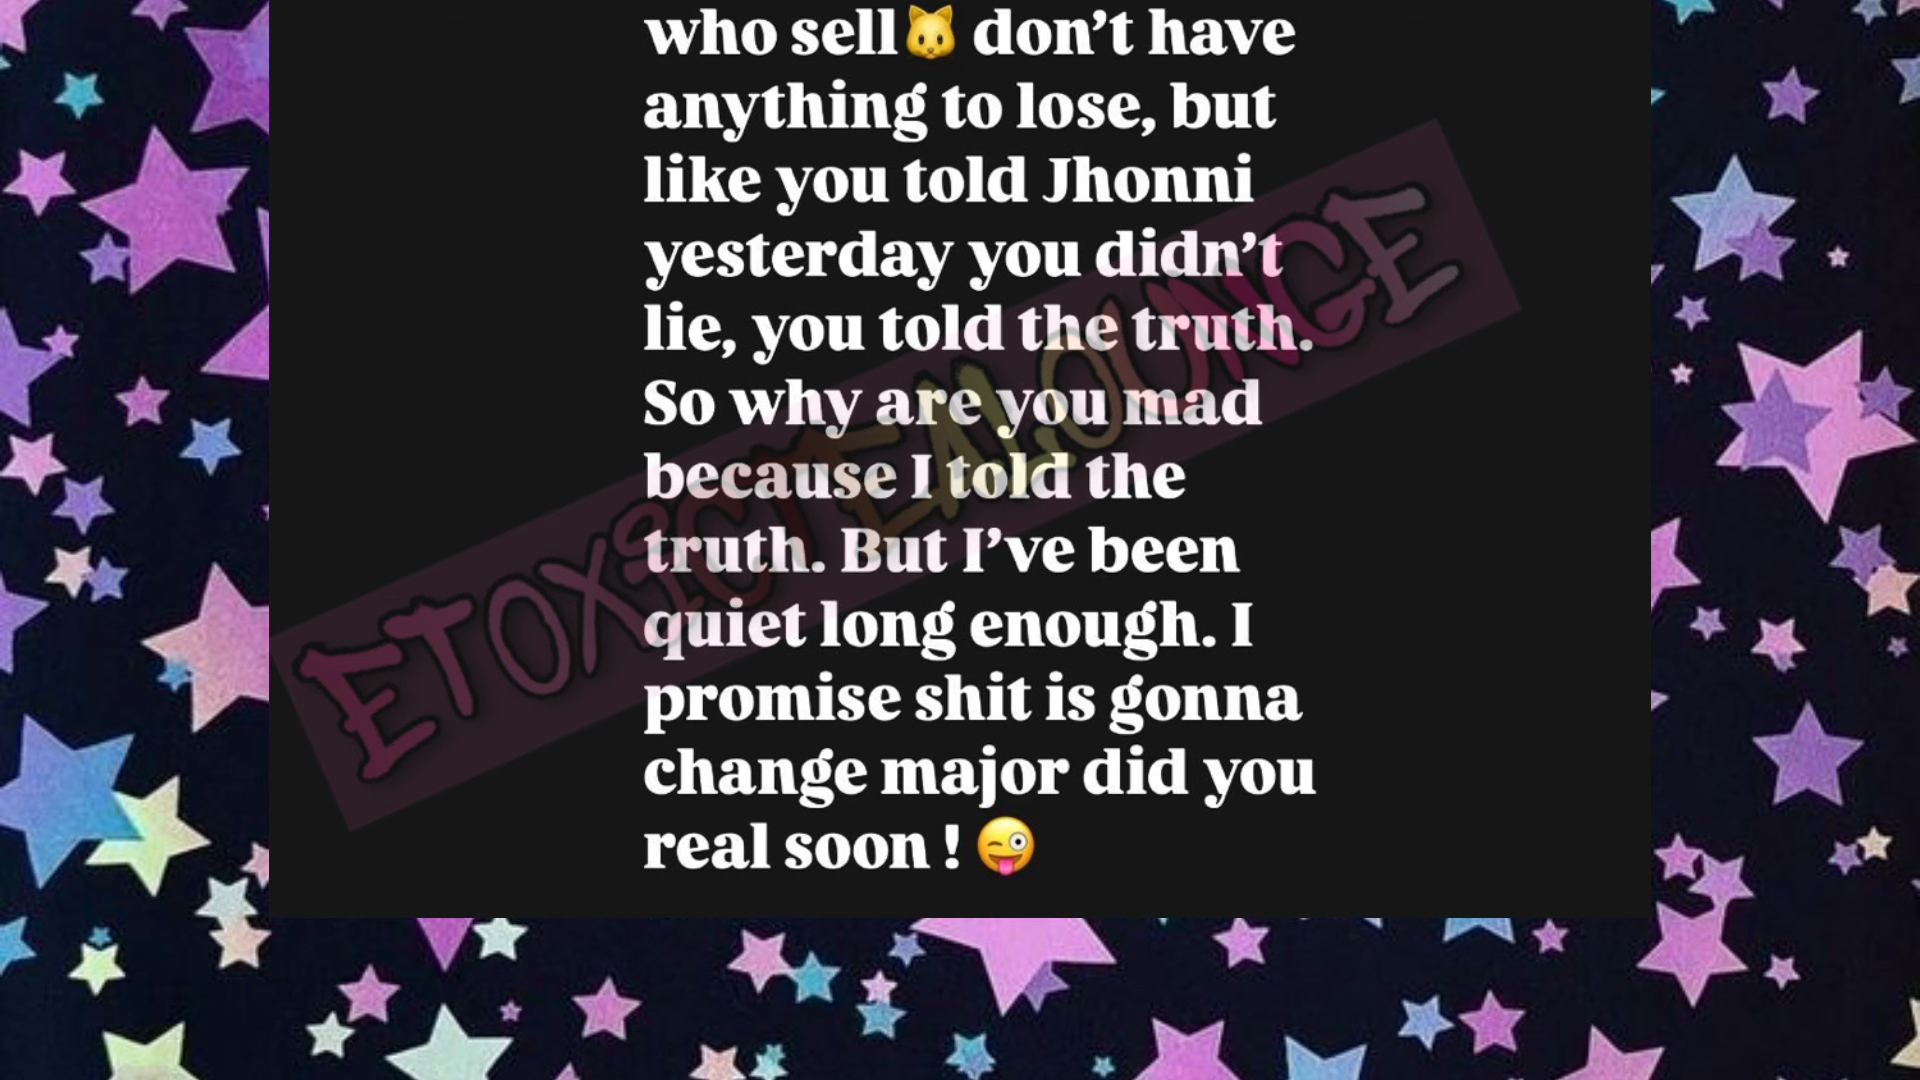 who sell🐱 don’t have
anything to lose, but
like you told Jhonni
yesterday you didn’t
lie, you told the truth.
So why are you mad
because I told the
truth. But I’ve been
quiet long enough. I
promise shit is gonna
change major did you
real soon ! 😜
ETOXICTEALOUNGE